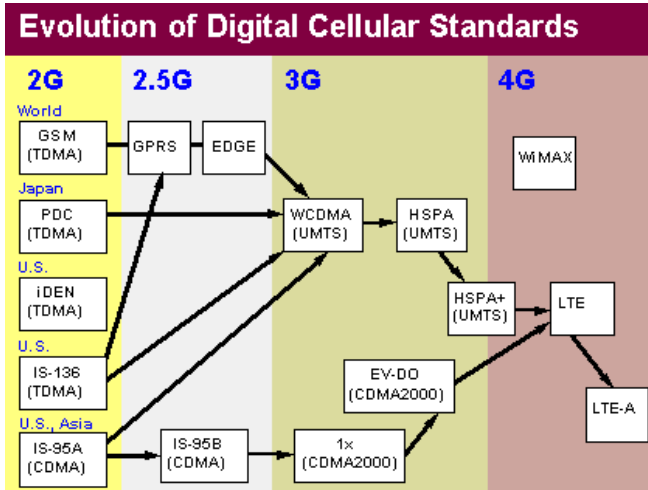 Evolution of Digital Cellular Standards
2G
2.5G
3G
4G
World
GSM
(TDMA)
GPRS
EDGE
WiMAX
Japan
PDC
(TDMA)
WCDMA
(UMTS)
HSPA
(UMTS)
U.S.
iDEN
(TDMA)
HSPA+
(UMTS)
LTE
U.S.
IS-136
(TDMA)
EV-DO
(CDMA2000)
LTE-A
U.S., Asia
IS-95A
(CDMA)
IS-95B
(CDMA)
1x
(CDMA2000)